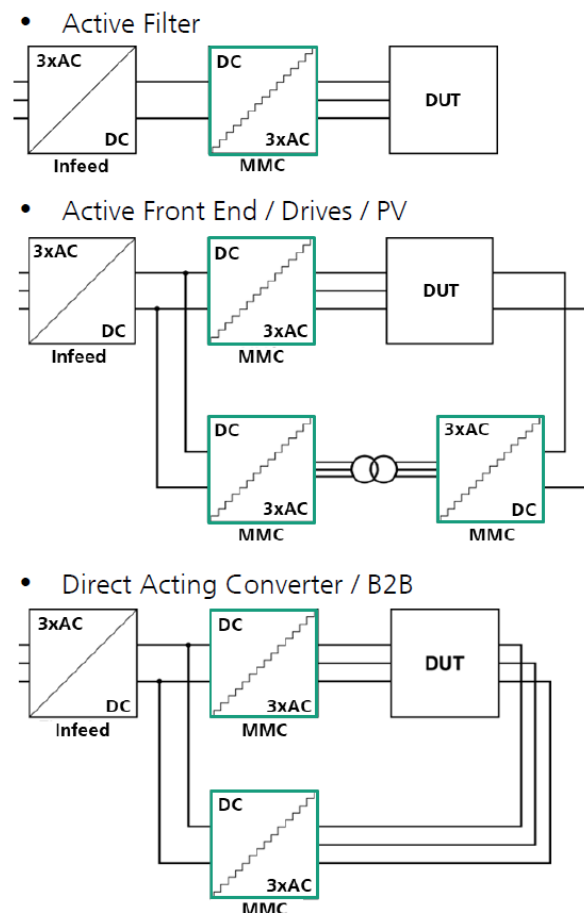 • Active Filter
3xAC
DC
Infeed
DC
3xAC
MMC
DUT
• Active Front End / Drives / PV
3xAC
DC
Infeed
DC
3xAC
MMC
DUT
DC
3xAC
MMC
3xAC
DC
MMC
• Direct Acting Converter / B2B
3xAC
DC
Infeed
DC
3xAC
MMC
DUT
DC
3xAC
MMC